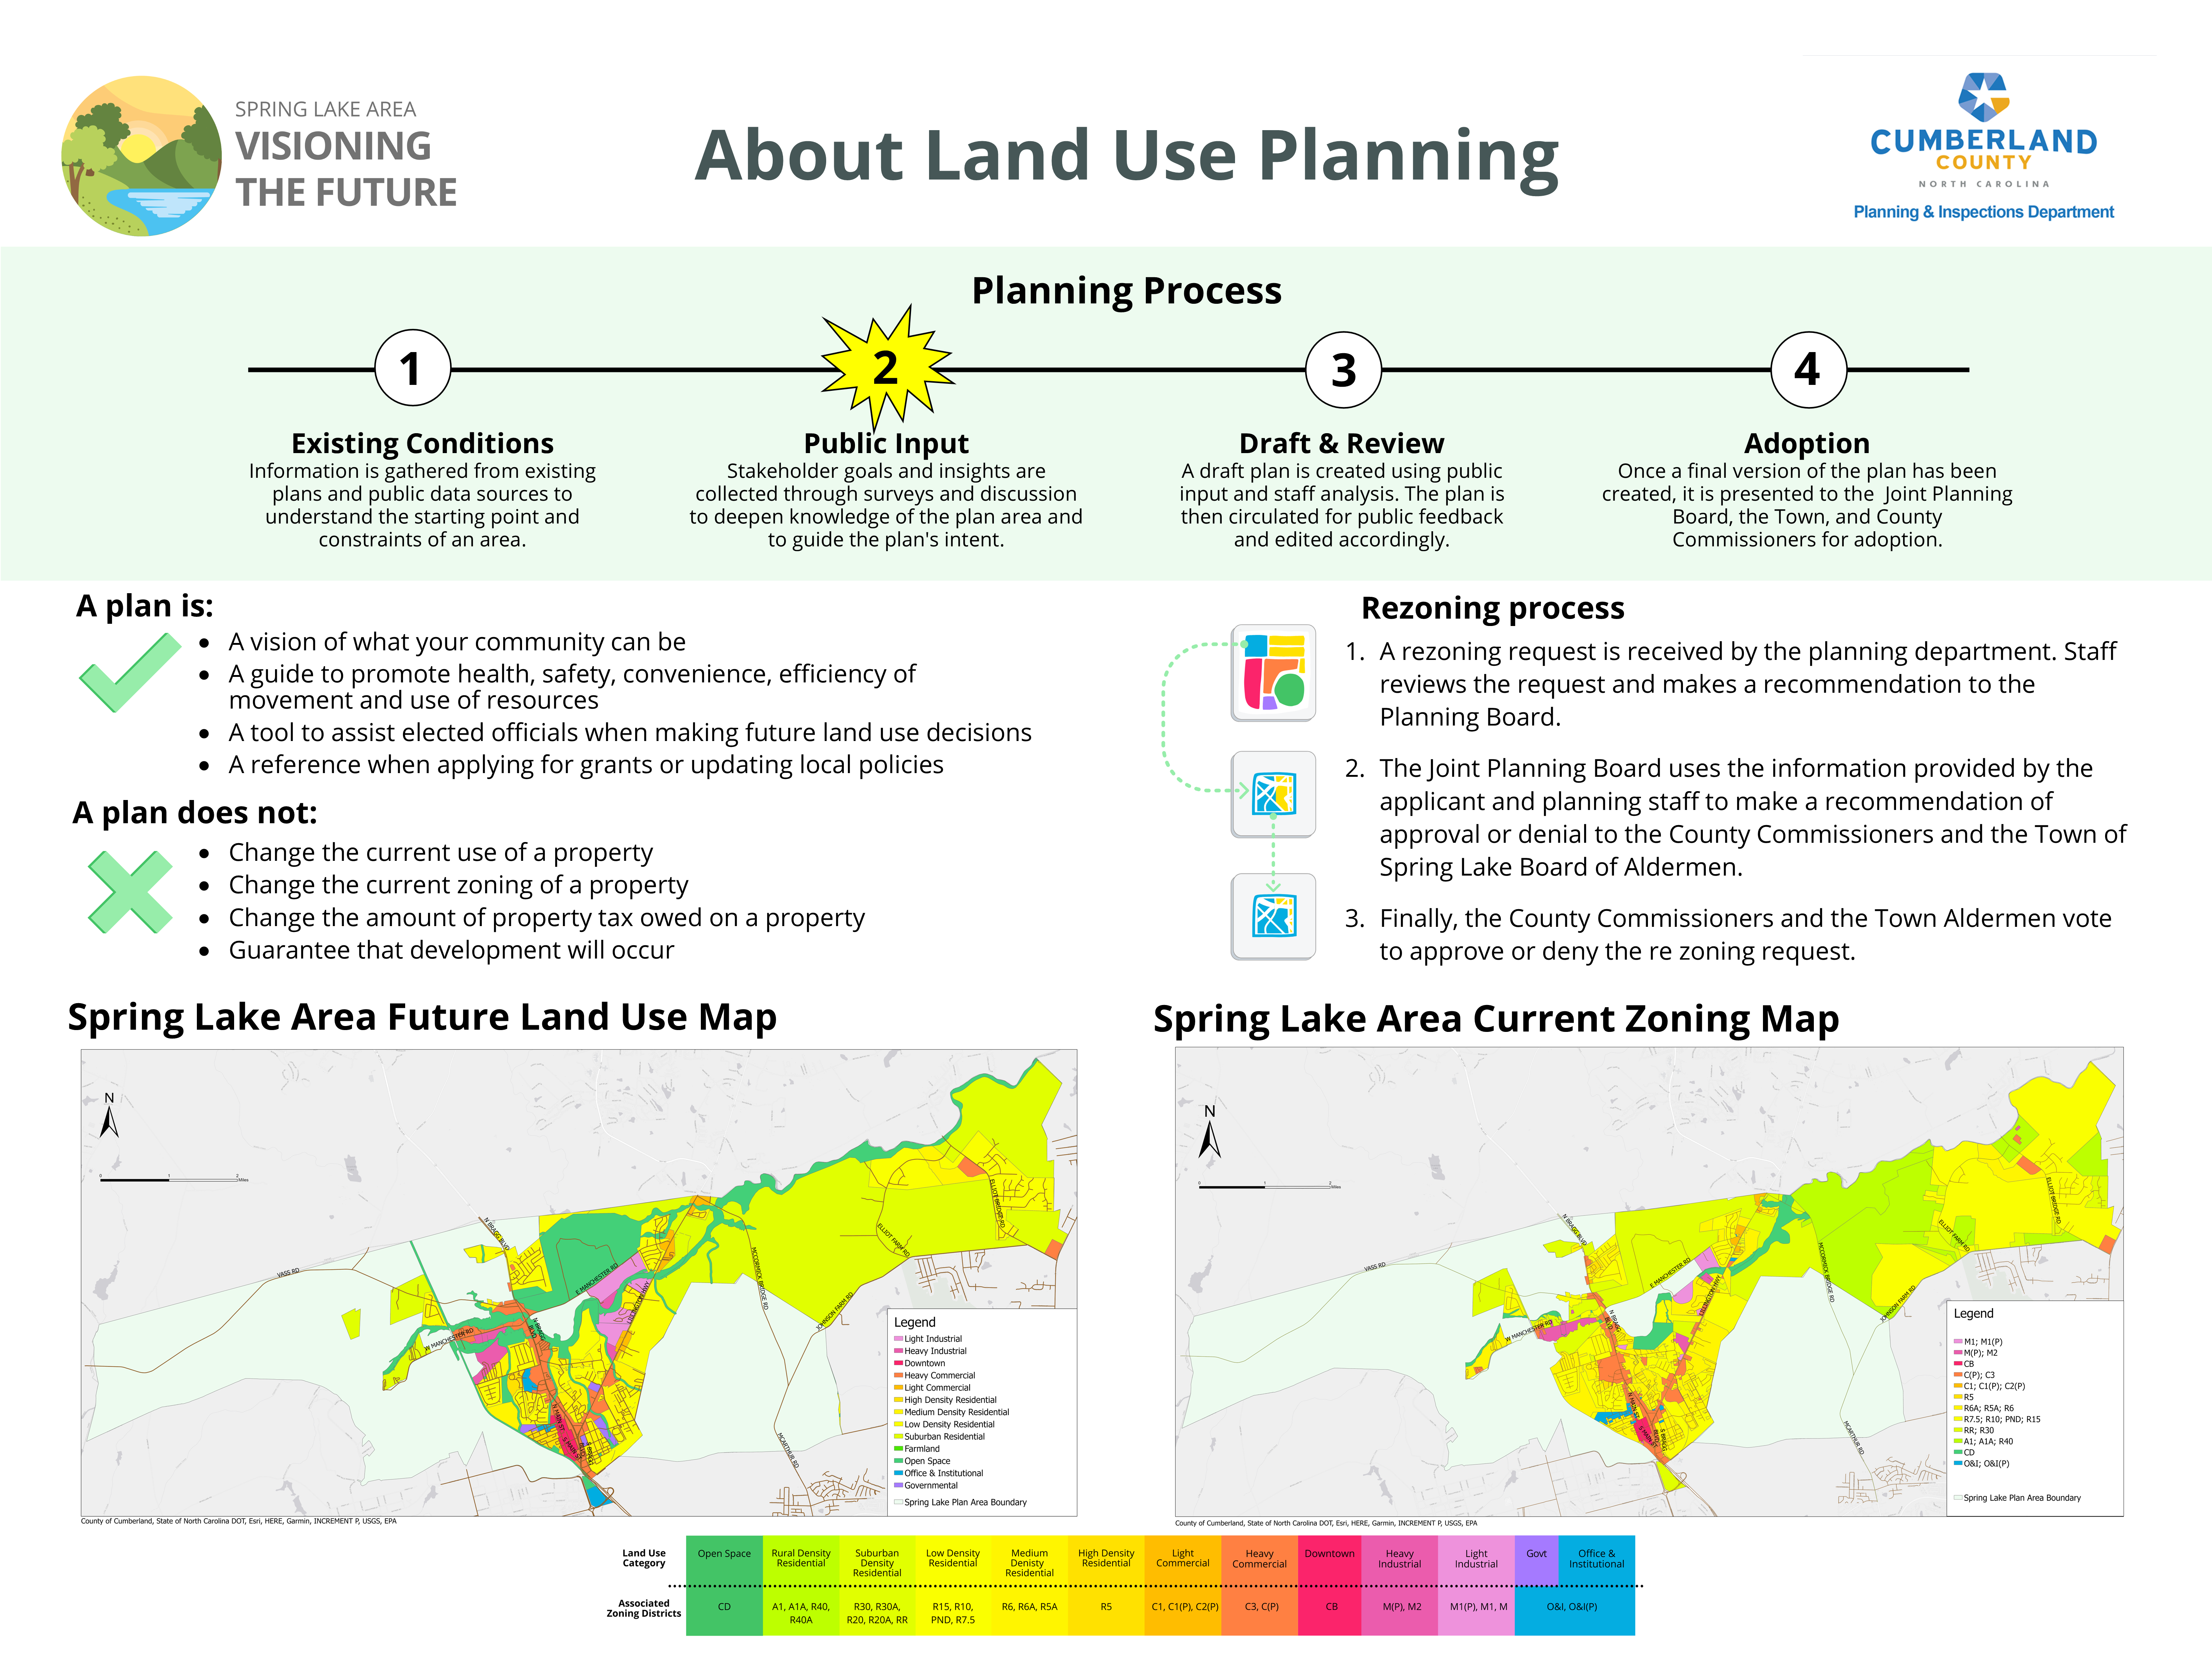 SPRING LAKE AREA
VISIONING
THE FUTURE
About Land Use Planning
CUMBERLAND
COUNTY
NORTH CAROLINA
Planning & Inspections Department
Planning Process
1
2
3
4
Existing Conditions
Information is gathered from existing
plans and public data sources to
understand the starting point and
constraints of an area.
Public Input
Stakeholder goals and insights are
collected through surveys and discussion
to deepen knowledge of the plan area and
to guide the plan's intent.
Draft & Review
A draft plan is created using public
input and staff analysis. The plan is
then circulated for public feedback
and edited accordingly.
Adoption
Once a final version of the plan has been
created, it is presented to the Joint Planning
Board, the Town, and County
Commissioners for adoption.
A plan is:
• A vision of what your community can be
• A guide to promote health, safety, convenience, efficiency of
movement and use of resources
• A tool to assist elected officials when making future land use decisions
• A reference when applying for grants or updating local policies
A plan does not:
• Change the current use of a property
• Change the current zoning of a property
• Change the amount of property tax owed on a property
• Guarantee that development will occur
Rezoning process
1. A rezoning request is received by the planning department. Staff
reviews the request and makes a recommendation to the
Planning Board.
2. The Joint Planning Board uses the information provided by the
applicant and planning staff to make a recommendation of
approval or denial to the County Commissioners and the Town of
Spring Lake Board of Aldermen.
3. Finally, the County Commissioners and the Town Aldermen vote
to approve or deny the re zoning request.
Spring Lake Area Future Land Use Map
N
0 1 2
Miles
VASS RD
N BRAGG BLVD
E MANCHESTER RD
W MANCHESTER RD
LILLINGTON HWY
N BRAGG BLVD
N MAIN ST
S MAIN ST
S BRAGG BLVD
MCCORMICK BRIDGE RD
ELLIOT FARM RD
ELLIOT BRIDGE RD
JOHNSON FARM RD
MCARTHUR RD
Legend
Light Industrial
Heavy Industrial
Downtown
Heavy Commercial
Light Commercial
High Density Residential
Medium Density Residential
Low Density Residential
Suburban Residential
Farmland
Open Space
Office & Institutional
Governmental
Spring Lake Plan Area Boundary
County of Cumberland, State of North Carolina DOT, Esri, HERE, Garmin, INCREMENT P, USGS, EPA
Spring Lake Area Current Zoning Map
N
0 1 2
Miles
VASS RD
N BRAGG BLVD
E MANCHESTER RD
W MANCHESTER RD
LILLINGTON HWY
N BRAGG BLVD
N MAIN ST
S MAIN ST
S BRAGG BLVD
MCCORMICK BRIDGE RD
ELLIOT FARM RD
ELLIOT BRIDGE RD
JOHNSON FARM RD
MCARTHUR RD
Legend
M1; M1(P)
M(P); M2
CB
C(P); C3
C1; C1(P); C2(P)
R5
R6A; R5A; R6
R7.5; R10; PND; R15
RR; R30
A1; A1A; R40
CD
O&I; O&I(P)
Spring Lake Plan Area Boundary
County of Cumberland, State of North Carolina DOT, Esri, HERE, Garmin, INCREMENT P, USGS, EPA
Land Use
Category
Open Space
Rural Density
Residential
Suburban
Density
Residential
Low Density
Residential
Medium
Denisty
Residential
High Density
Residential
Light
Commercial
Heavy
Commercial
Downtown
Heavy
Industrial
Light
Industrial
Govt
Office &
Institutional
Associated
Zoning Districts
CD
A1, A1A, R40,
R40A
R30, R30A,
R20, R20A, RR
R15, R10,
PND, R7.5
R6, R6A, R5A
R5
C1, C1(P), C2(P)
C3, C(P)
CB
M(P), M2
M1(P), M1, M
O&I, O&I(P)